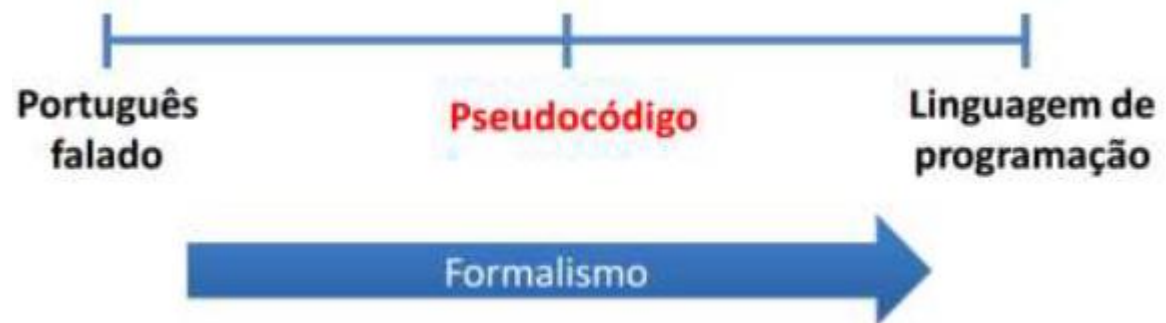 Português
falado
Pseudocódigo
Linguagem de
programação
Formalismo